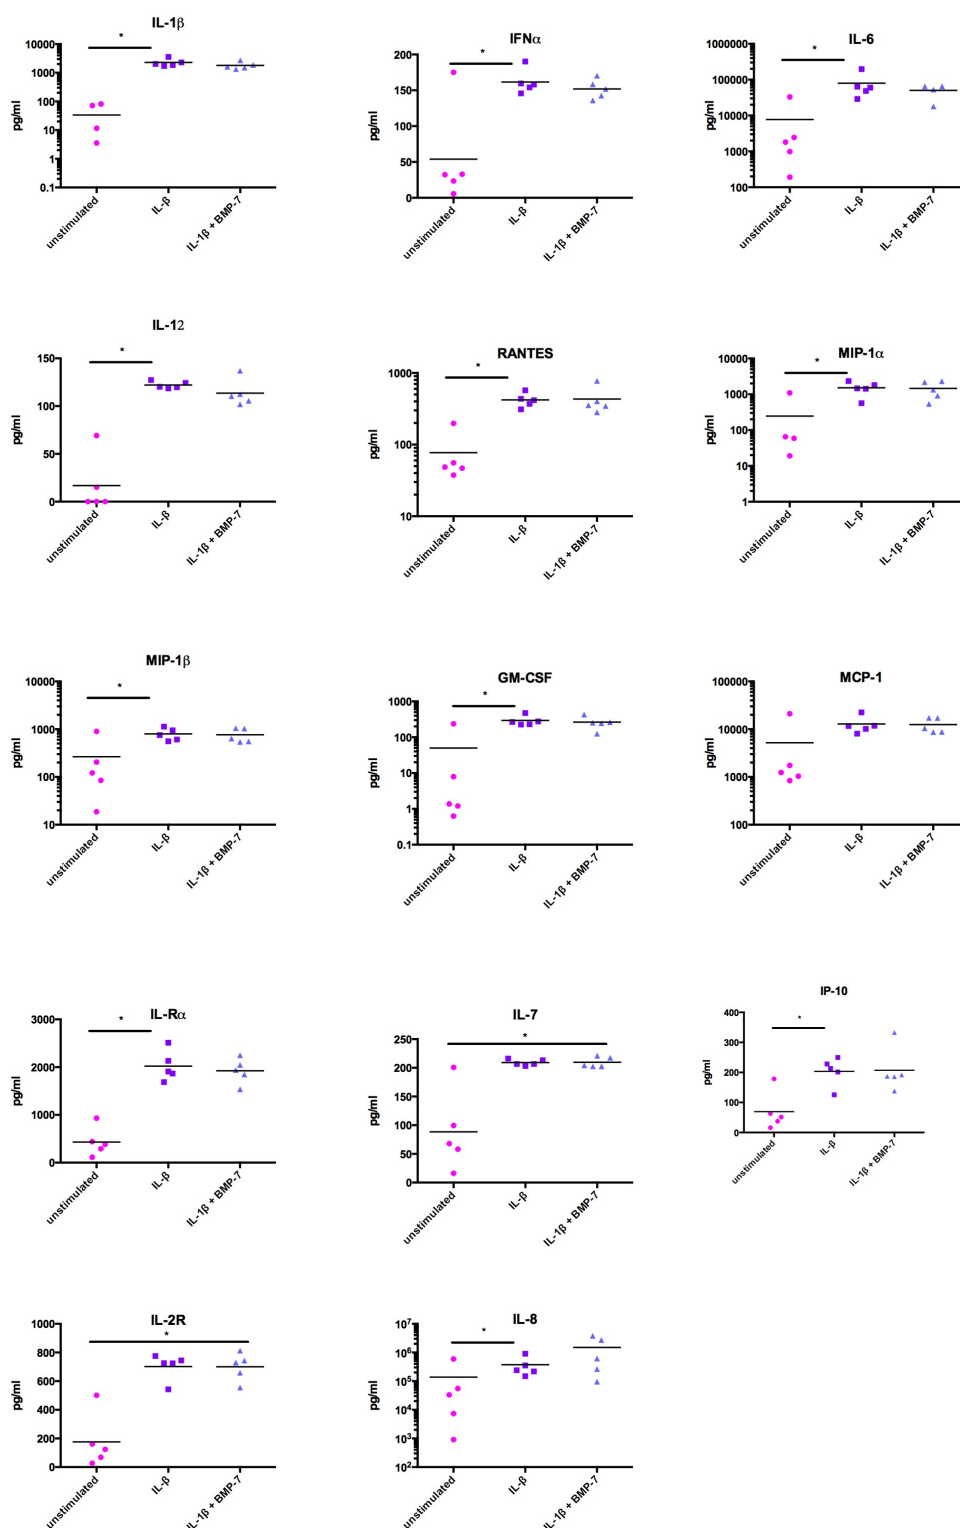 IL-1β
*
10000
1000
100
10
1
0.1
pg/ml
unstimulated
IL-β
IL-1β + BMP-7
IFNα
*
200
150
100
50
0
pg/ml
unstimulated
IL-β
IL-1β + BMP-7
IL-6
*
1000000
100000
10000
1000
100
pg/ml
unstimulated
IL-β
IL-1β + BMP-7
IL-12
*
150
100
50
0
pg/ml
unstimulated
IL-β
IL-1β + BMP-7
RANTES
*
1000
100
10
pg/ml
unstimulated
IL-β
IL-1β + BMP-7
MIP-1α
*
10000
1000
100
10
1
pg/ml
unstimulated
IL-β
IL-1β + BMP-7
MIP-1β
*
10000
1000
100
10
pg/ml
unstimulated
IL-β
IL-1β + BMP-7
GM-CSF
*
1000
100
10
1
0.1
pg/ml
unstimulated
IL-β
IL-1β + BMP-7
MCP-1
100000
10000
1000
100
pg/ml
unstimulated
IL-β
IL-1β + BMP-7
IL-Rα
*
3000
2000
1000
0
pg/ml
unstimulated
IL-β
IL-1β + BMP-7
IL-7
*
250
200
150
100
50
0
pg/ml
unstimulated
IL-β
IL-1β + BMP-7
IP-10
*
400
300
200
100
0
pg/ml
unstimulated
IL-β
IL-1β + BMP-7
IL-2R
*
1000
800
600
400
200
0
pg/ml
unstimulated
IL-β
IL-1β + BMP-7
IL-8
*
10⁷
10⁶
10⁵
10⁴
10³
10²
pg/ml
unstimulated
IL-β
IL-1β + BMP-7